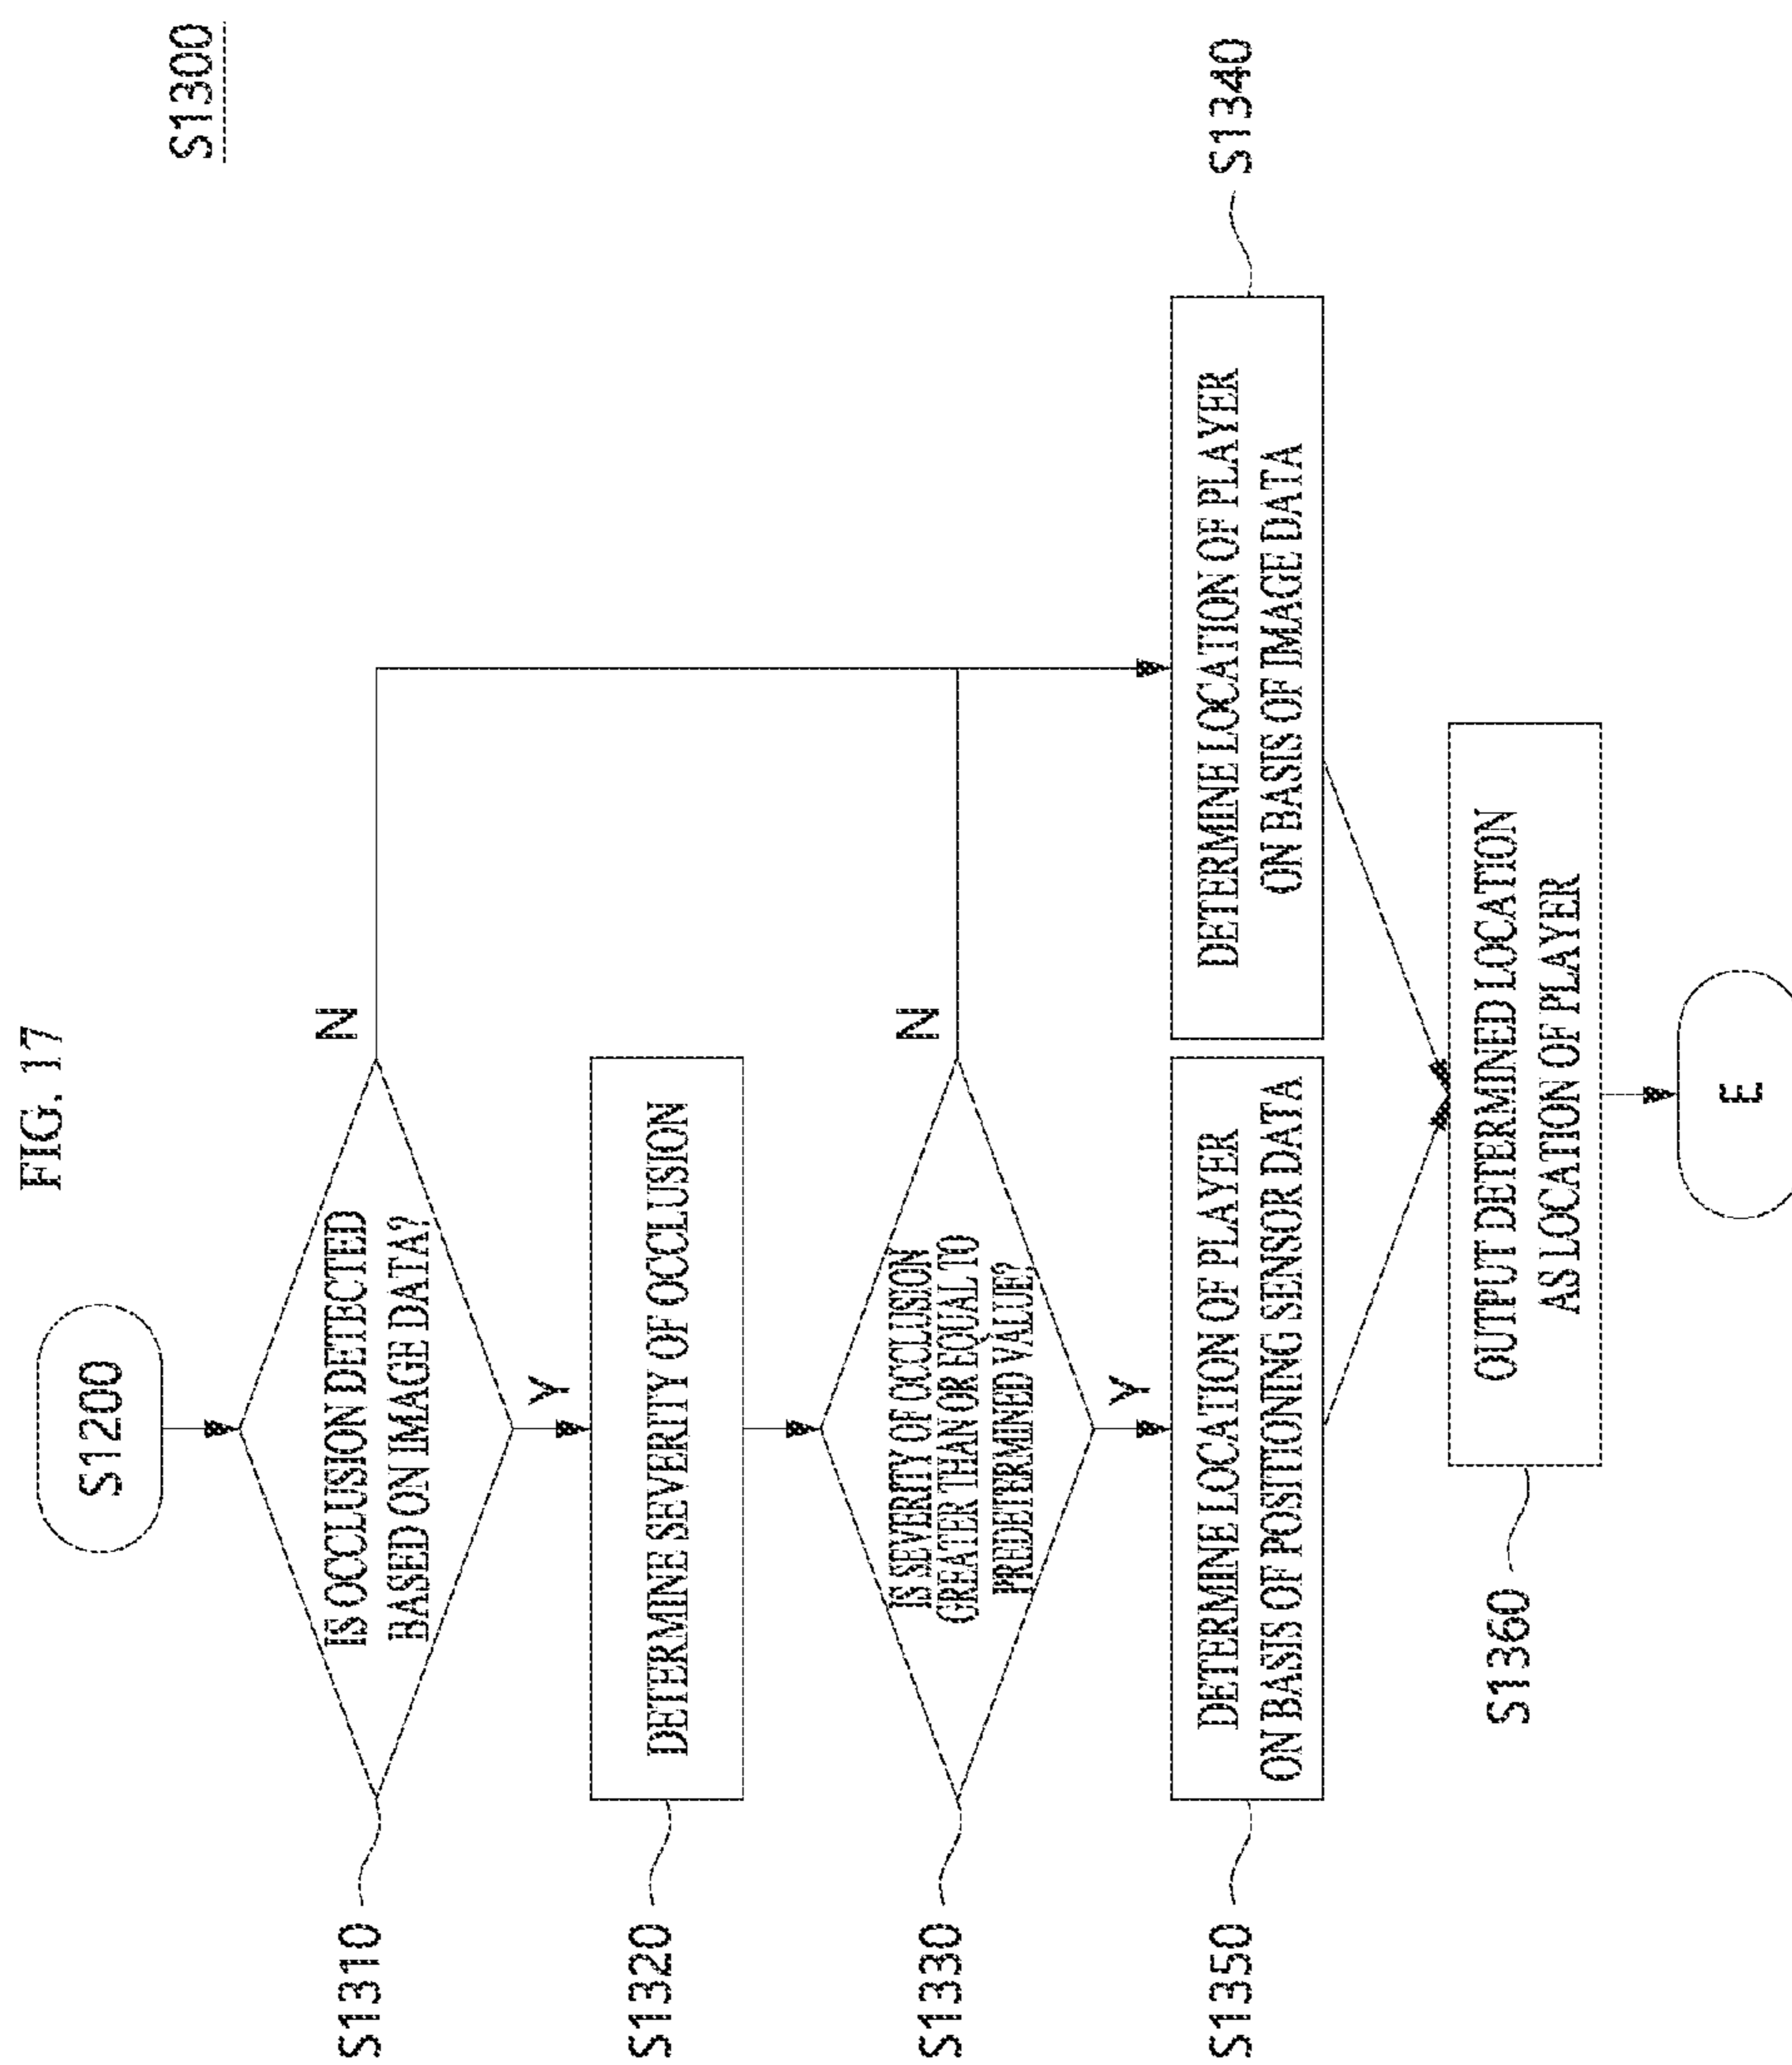 FIG. 17
S1300
S1200
S1310
IS OCCLUSION DETECTED
BASED ON IMAGE DATA?
N
Y
S1320
DETERMINE SEVERITY OF OCCLUSION
S1330
IS SEVERITY OF OCCLUSION
GREATER THAN OR EQUAL TO
PREDETERMINED VALUE?
N
Y
S1350
DETERMINE LOCATION OF PLAYER
ON BASIS OF POSITIONING SENSOR DATA
DETERMINE LOCATION OF PLAYER
ON BASIS OF IMAGE DATA
S1340
S1360
OUTPUT DETERMINED LOCATION
AS LOCATION OF PLAYER
E